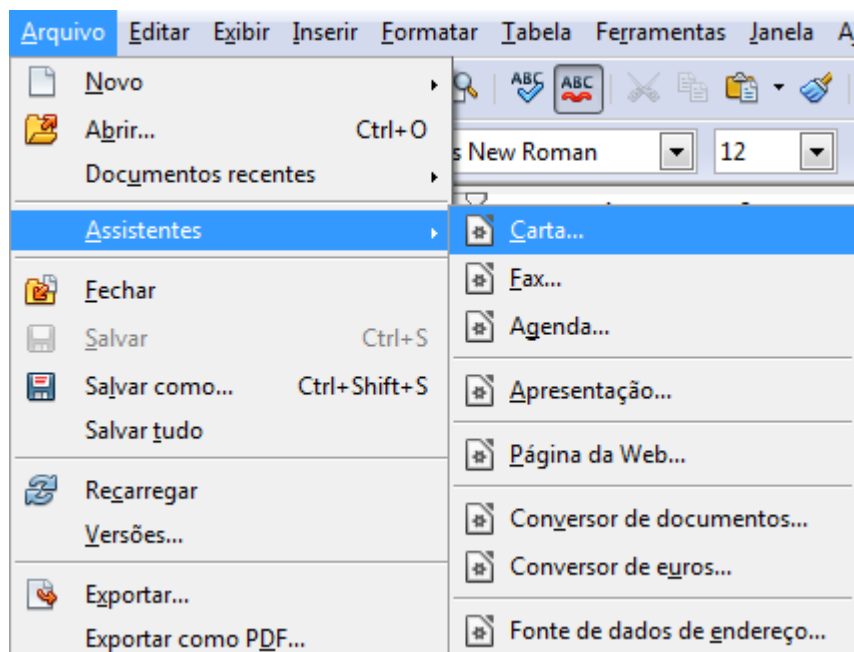 Arquivo Editar Exibir Inserir Formatar Tabela Ferramentas Janela
Novo
Abrir... Ctrl+O
Documentos recentes
Assistentes
Fechar
Salvar Ctrl+S
Salvar como... Ctrl+Shift+S
Salvar tudo
Recarregar
Versões...
Exportar...
Exportar como PDF...
ABC ABC
s New Roman 12
Carta...
Fax...
Agenda...
Apresentação...
Página da Web...
Conversor de documentos...
Conversor de euros...
Fonte de dados de endereço...